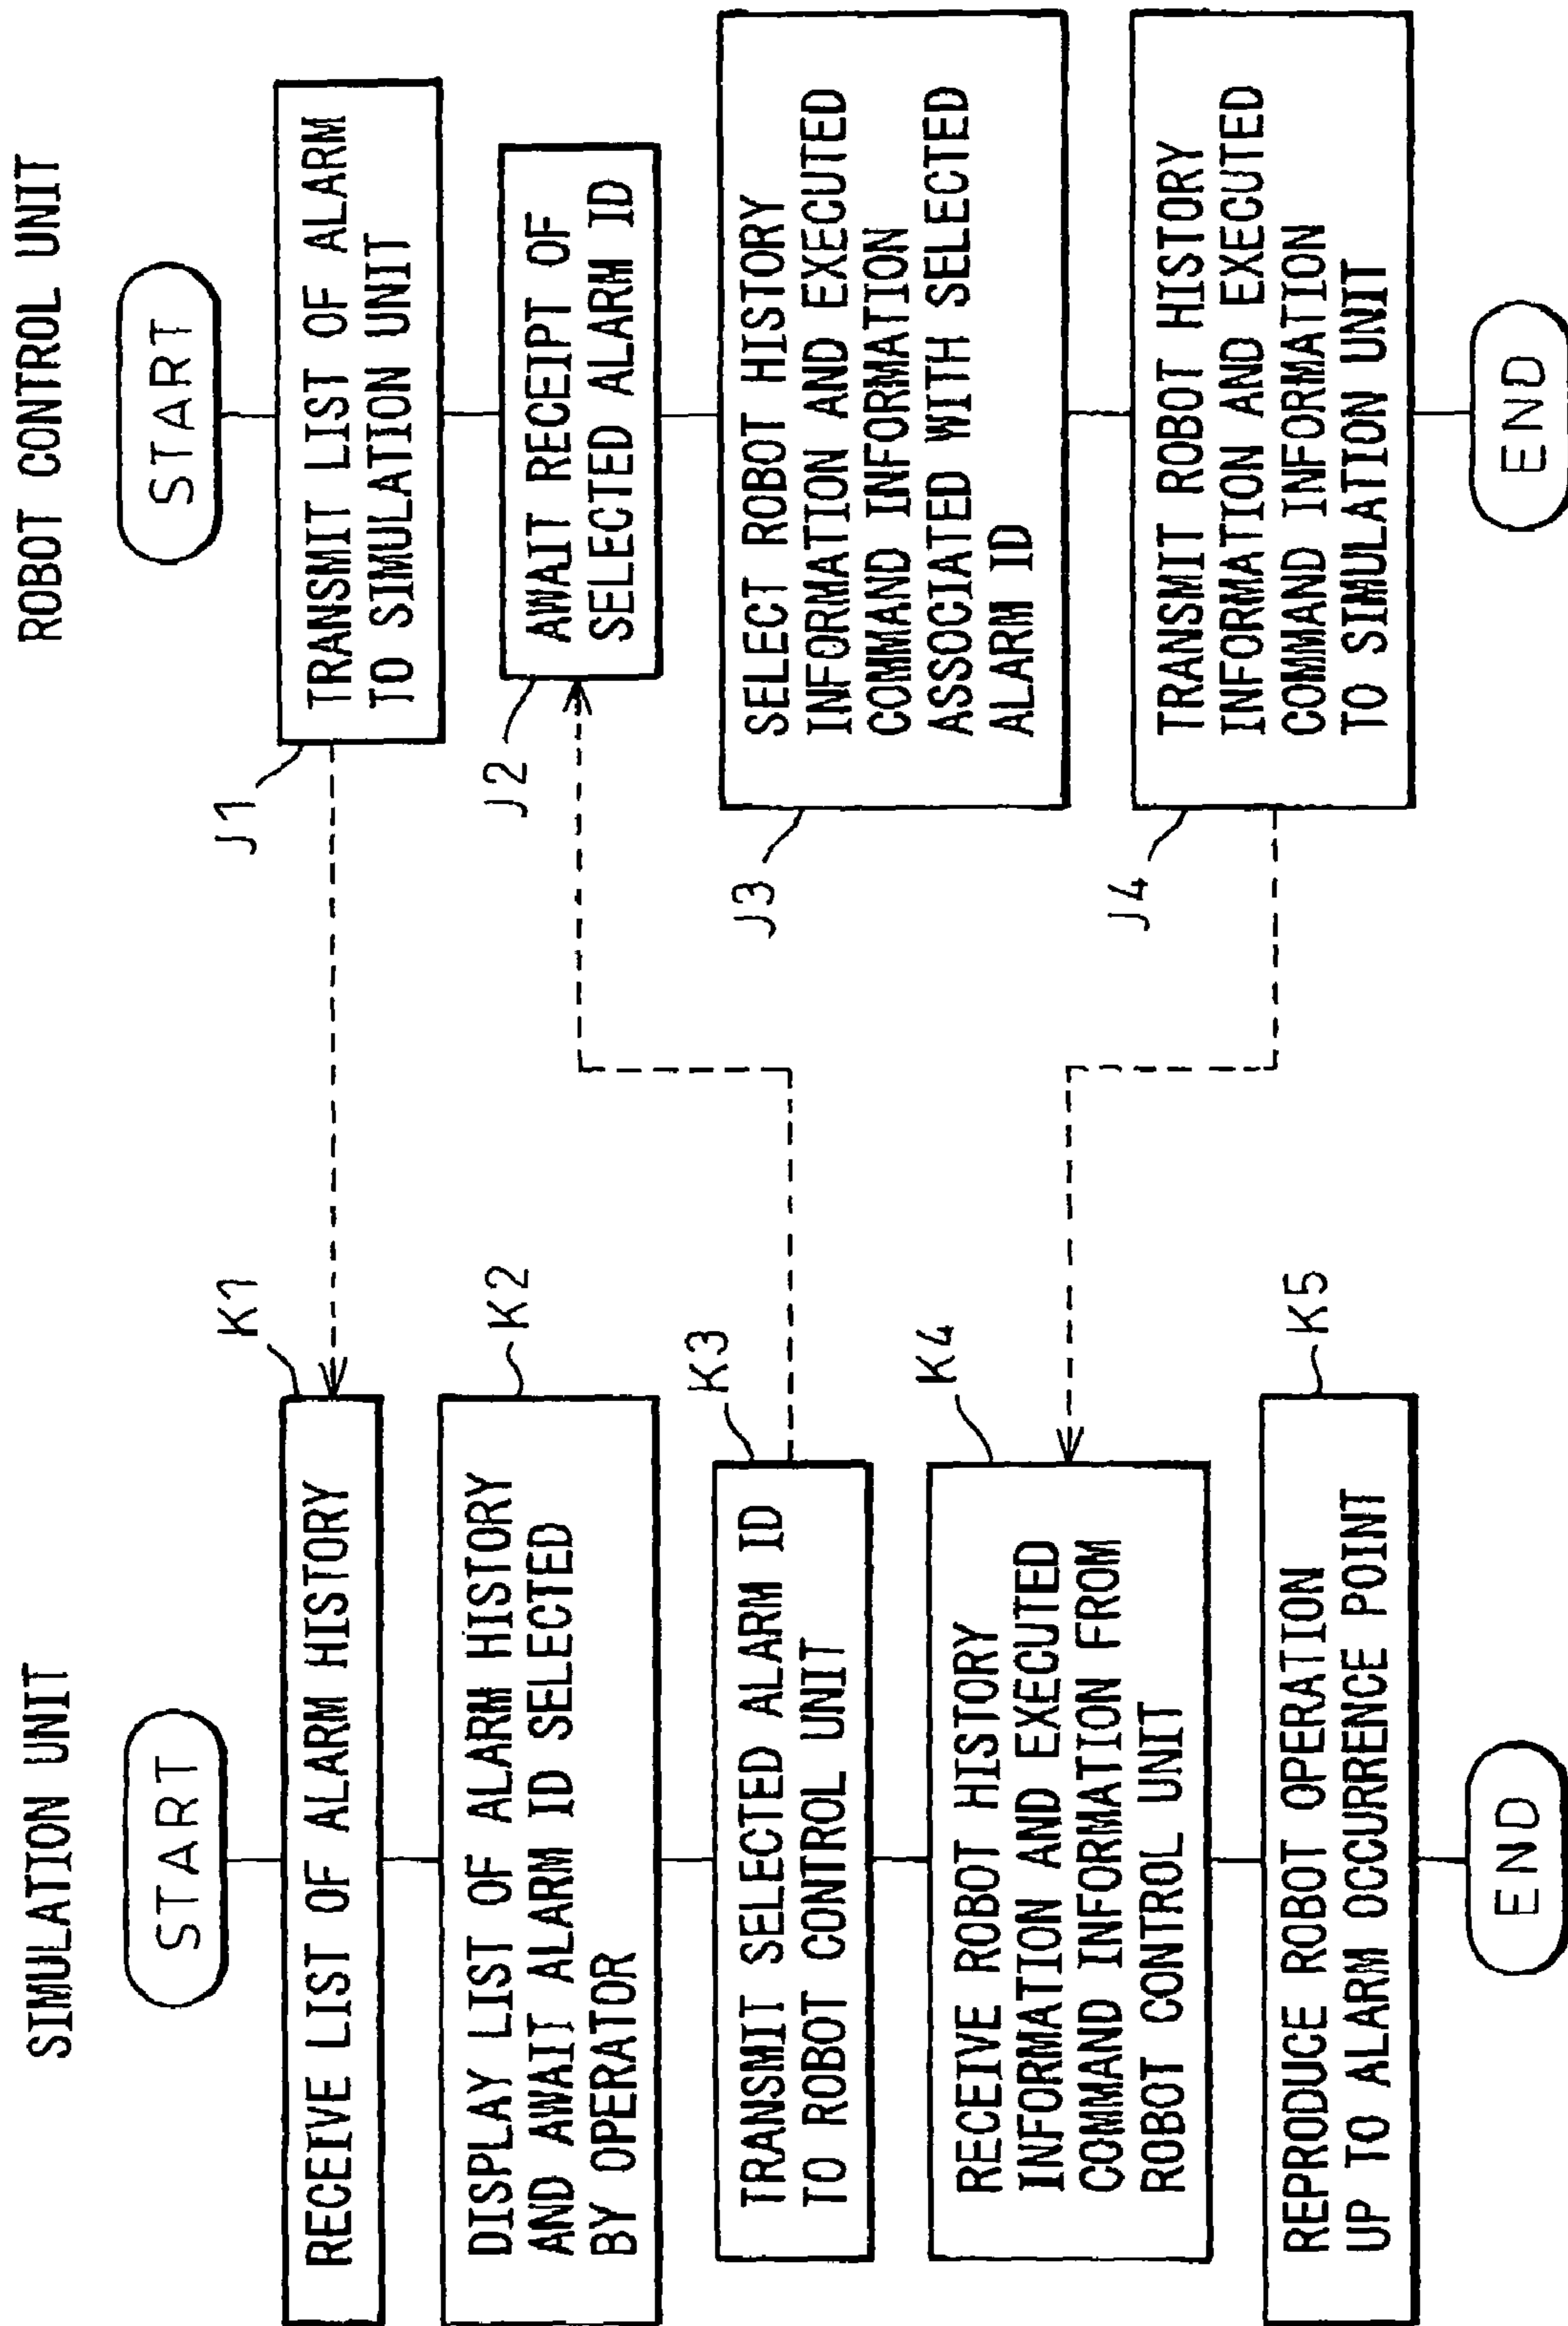 SIMULATION UNIT
START
K1
RECEIVE LIST OF ALARM HISTORY
K2
DISPLAY LIST OF ALARM HISTORY
AND AWAIT ALARM ID SELECTED
BY OPERATOR
K3
TRANSMIT SELECTED ALARM ID
TO ROBOT CONTROL UNIT
K4
RECEIVE ROBOT HISTORY
INFORMATION AND EXECUTED
COMMAND INFORMATION FROM
ROBOT CONTROL UNIT
K5
REPRODUCE ROBOT OPERATION
UP TO ALARM OCCURRENCE POINT
END
ROBOT CONTROL UNIT
START
J1
TRANSMIT LIST OF ALARM
TO SIMULATION UNIT
J2
AWAIT RECEIPT OF
SELECTED ALARM ID
J3
SELECT ROBOT HISTORY
INFORMATION AND EXECUTED
COMMAND INFORMATION
ASSOCIATED WITH SELECTED
ALARM ID
J4
TRANSMIT ROBOT HISTORY
INFORMATION AND EXECUTED
COMMAND INFORMATION
TO SIMULATION UNIT
END